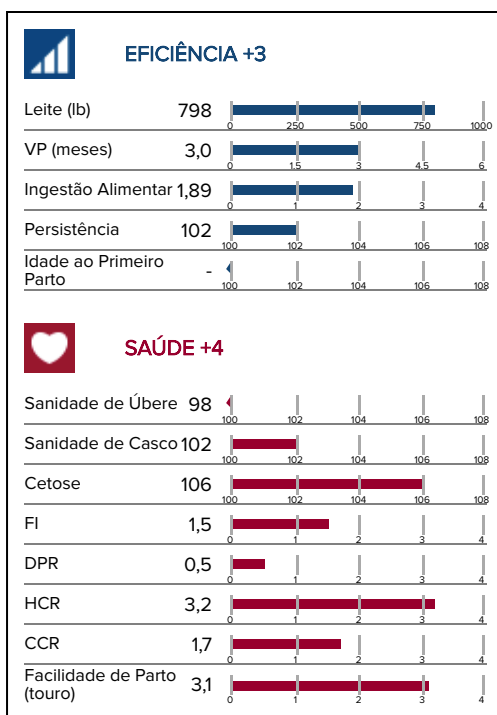 EFICIÊNCIA +3
Leite (lb) 798
0 250 500 750 1000
VP (meses) 3,0
0 1.5 3 4.5 6
Ingestão Alimentar 1,89
0 1 2 3 4
Persistência 102
100 102 104 106 108
Idade ao Primeiro
Parto -
100 102 104 106 108
SAÚDE +4
Sanidade de Úbere 98
100 102 104 106 108
Sanidade de Casco 102
100 102 104 106 108
Cetose 106
100 102 104 106 108
FI 1,5
0 1 2 3 4
DPR 0,5
0 1 2 3 4
HCR 3,2
0 1 2 3 4
CCR 1,7
0 1 2 3 4
Facilidade de Parto
(touro) 3,1
0 1 2 3 4